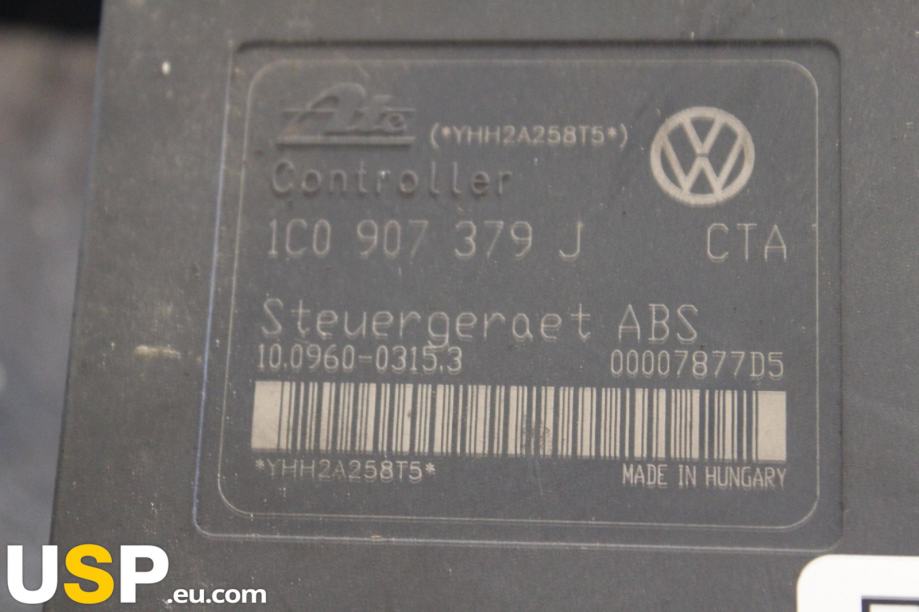 Ate (*YHH2A258T5*)
Controller
1C0 907 379 J CTA
Steuergeraet ABS
10.0960-0315.3 00007877D5
*YHH2A258T5* MADE IN HUNGARY
USP.eu.com